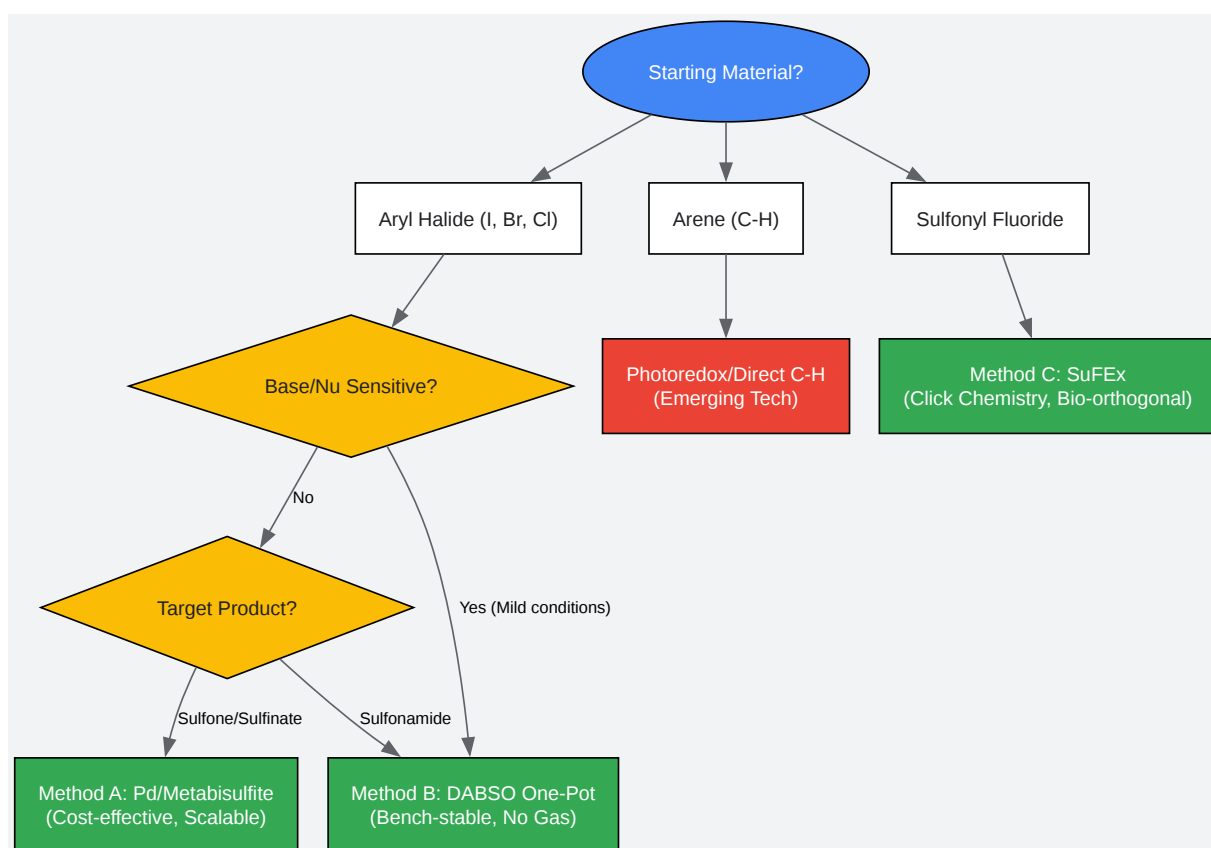 Starting Material?
Aryl Halide (I, Br, Cl)
Arene (C-H)
Sulfonyl Fluoride
Base/Nu Sensitive?
Photoredox/Direct C-H
(Emerging Tech)
Method C: SuFEx
(Click Chemistry, Bio-orthogonal)
No
Target Product?
Yes (Mild conditions)
Sulfone/Sulfinate
Sulfonamide
Method A: Pd/Metabisulfite
(Cost-effective, Scalable)
Method B: DABSO One-Pot
(Bench-stable, No Gas)